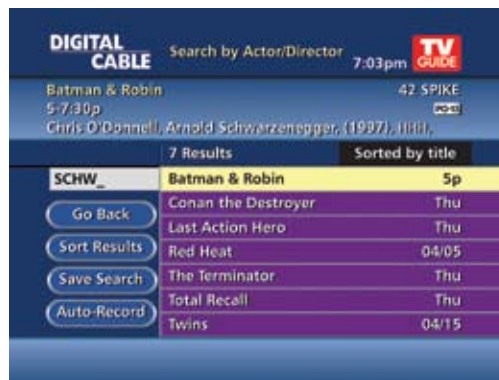 DIGITAL CABLE
Search by Actor/Director
7:03pm
TV GUIDE
Batman & Robin
42 SPIKE
5-7:30p
PG-13
Chris O'Donnell, Arnold Schwarzenegger, (1997),
7 Results
Sorted by title
SCHW_
Batman & Robin 5p
Go Back
Conan the Destroyer Thu
Last Action Hero Thu
Sort Results
Red Heat 04/05
Save Search
The Terminator Thu
Total Recall Thu
Auto-Record
Twins 04/15